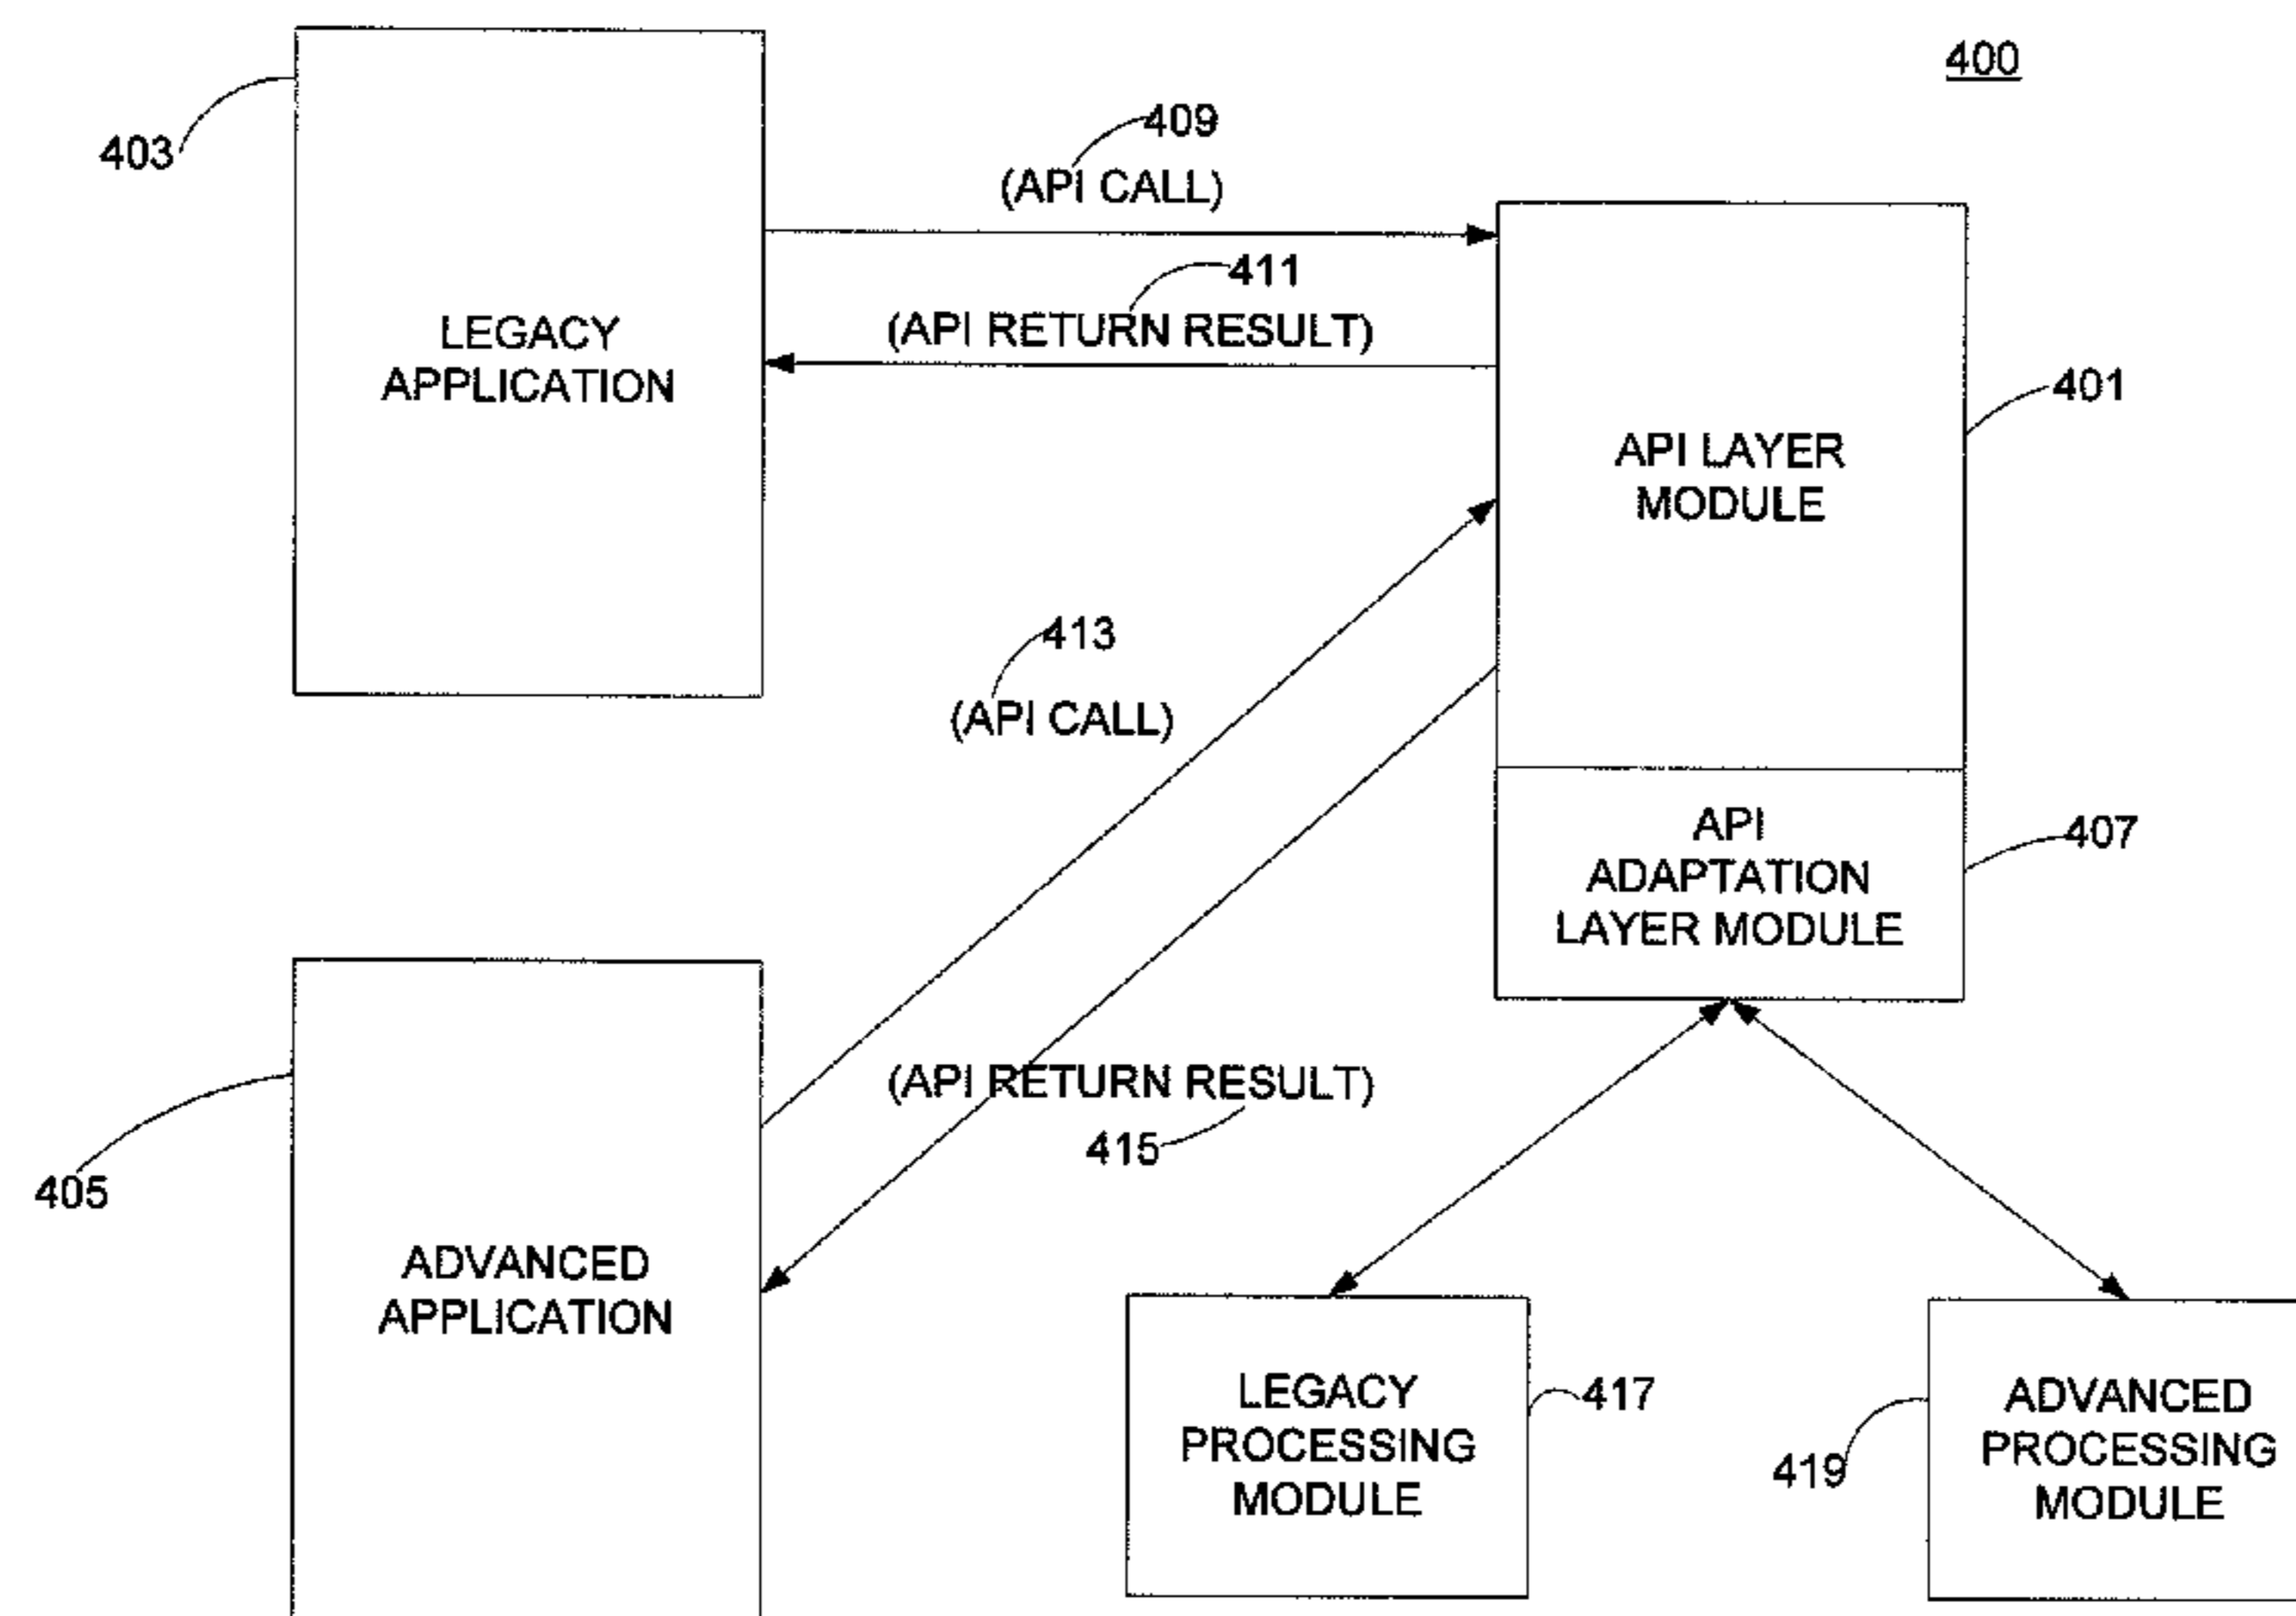 400
403
409
(API CALL)
411
(API RETURN RESULT)
LEGACY
APPLICATION
401
API LAYER
MODULE
413
(API CALL)
API
ADAPTATION
LAYER MODULE
407
(API RETURN RESULT)
415
405
ADVANCED
APPLICATION
LEGACY
PROCESSING
MODULE
417
419
ADVANCED
PROCESSING
MODULE